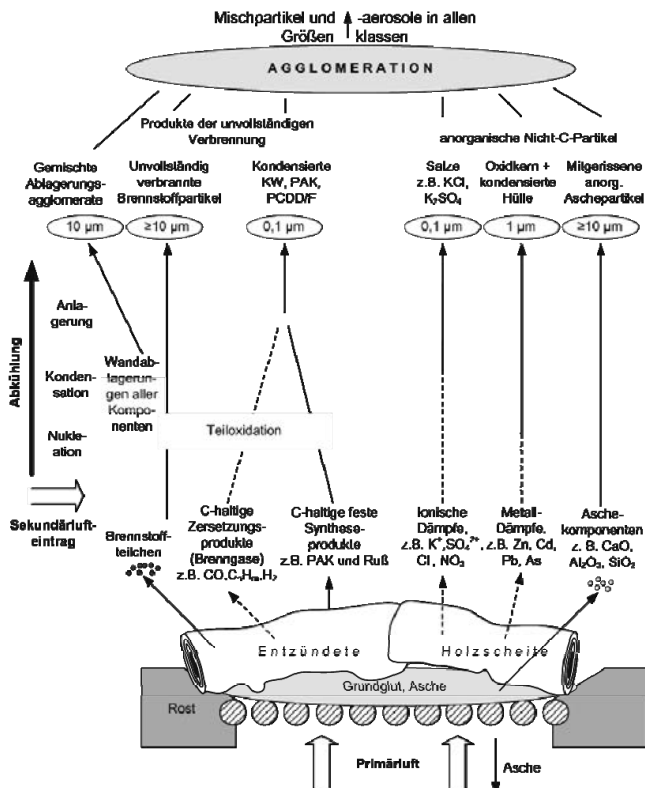 Mischpartikel und -aerosole in allen
Größen klassen
AGGLOMERATION
Produkte der unvollständigen
Verbrennung
anorganische Nicht-C-Partikel
Gemischte
Ablagerungs-
agglomerate
Unvollständig
verbrannte
Brennstoffpartikel
Kondensierte
KW, PAK,
PCDD/F
Salze
z.B. KCl,
K₂SO₄
Oxidkern +
kondensierte
Hülle
Mitgerissene
anorg.
Aschepartikel
10 µm
≥10 µm
0,1 µm
0,1 µm
1 µm
≥10 µm
Abkühlung
Anla-
gerung
Konden-
sation
Nukle-
ation
Wandab-
lagerun-
gen aller
Kompo-
nenten
Teiloxidation
Sekundärluft-
eintrag
Brennstoff-
teilchen
C-haltige
Zersetzungs-
produkte
(Brenngase)
z.B. CO,CₙHₘ,H₂
C-haltige feste
Synthese-
produkte
z.B. PAK und Ruß
Ionische
Dämpfe,
z.B. K⁺,SO₄²⁺,
Cl, NO₃
Metall-
Dämpfe,
z.B. Zn, Cd,
Pb, As
Asche-
komponenten
z. B. CaO,
Al₂O₃, SiO₂
Entzündete Holzscheite
Grundglut, Asche
Rost
Primärluft
Asche